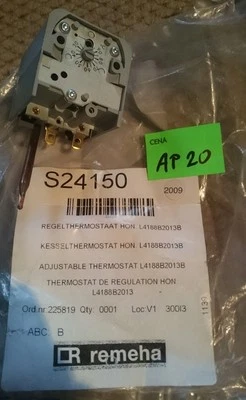 CENA
AP 20
S24150
2009
REGELTHERMOSTAAT HON L4188B2013B
KESSELTHERMOSTAT HON. L4188B2013B
ADJUSTABLE THERMOSTAT L4188B2013B
THERMOSTAT DE REGULATION HON
L4188B2013 -
Ord nr. 225819 Qty. 0001 Loc V1 300I3
ABC: B
remeha